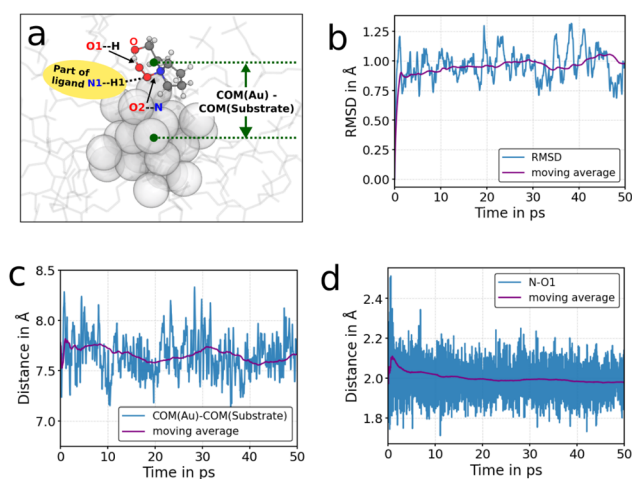 a
O1--H
O
Part of
ligand N1--H1
O2--N
COM(Au) -
COM(Substrate)
b
RMSD in Å
1.25
1.00
0.75
0.50
0.25
0.00
RMSD
moving average
0 10 20 30 40 50
Time in ps
c
Distance in Å
8.5
8.0
7.5
7.0
COM(Au)-COM(Substrate)
moving average
0 10 20 30 40 50
Time in ps
d
Distance in Å
2.4
2.2
2.0
1.8
N-O1
moving average
0 10 20 30 40 50
Time in ps